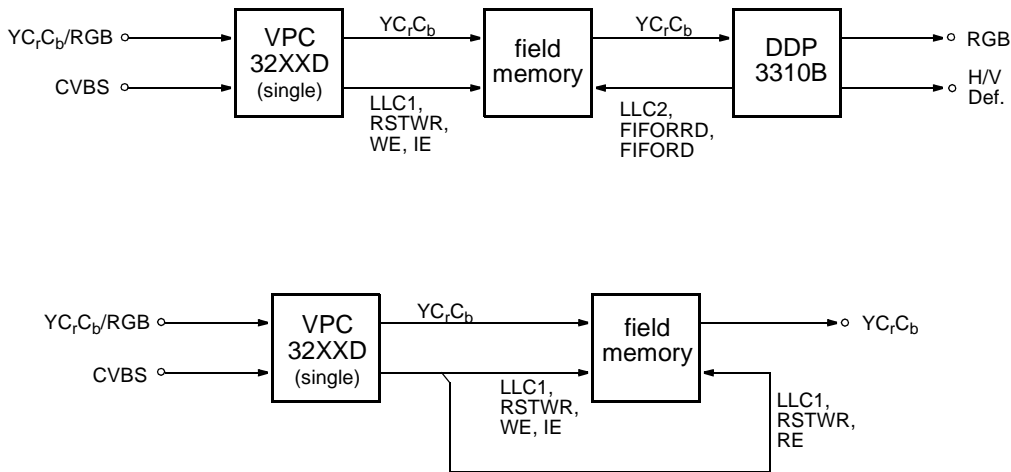 YCrCb/RGB
CVBS
VPC
32XXD
(single)
YCrCb
LLC1,
RSTWR,
WE, IE
field
memory
YCrCb
LLC2,
FIFORRD,
FIFORD
DDP
3310B
RGB
H/V
Def.
YCrCb/RGB
CVBS
VPC
32XXD
(single)
YCrCb
LLC1,
RSTWR,
WE, IE
field
memory
YCrCb
LLC1,
RSTWR,
RE